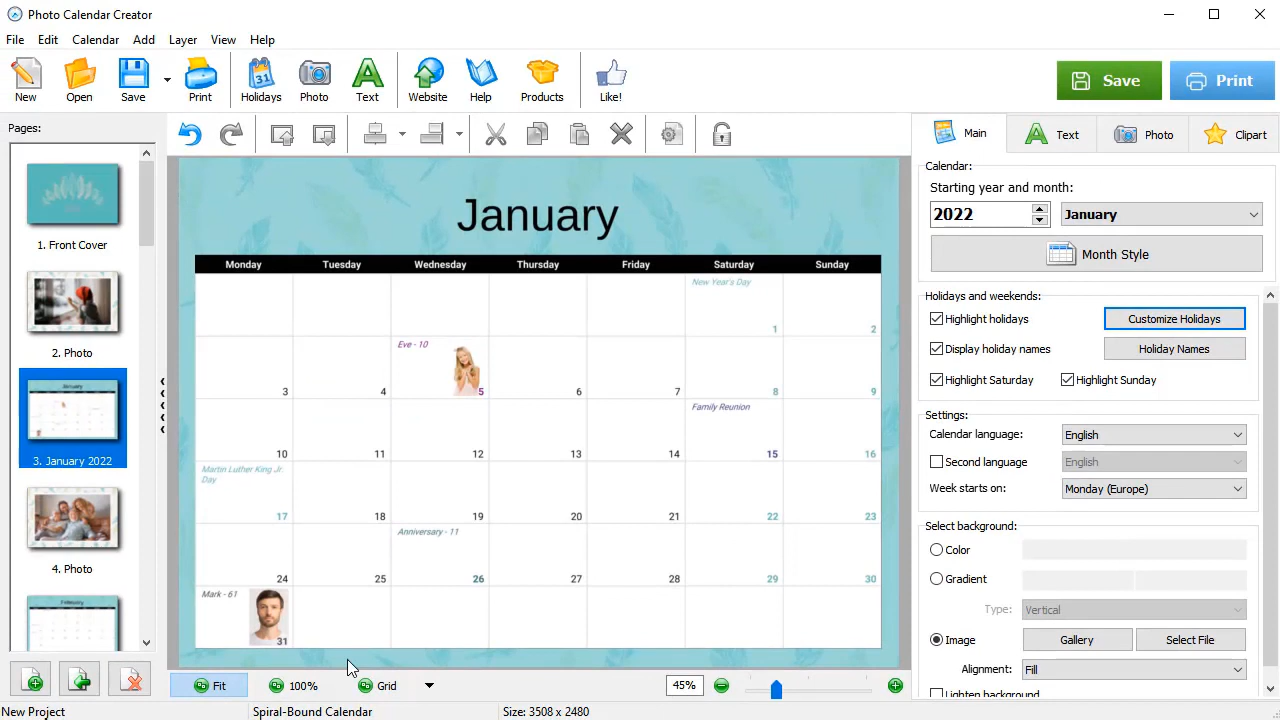 Photo Calendar Creator
File Edit Calendar Add Layer View Help
New Open Save Print Holidays Photo Text Website Help Products Like! Save Print
31
Pages:
1. Front Cover
2. Photo
3. January 2022
4. Photo
January
Monday Tuesday Wednesday Thursday Friday Saturday Sunday
New Year's Day
1 2
Eve - 10
3 4 5 6 7 8 9
Family Reunion
10 11 12 13 14 15 16
Martin Luther King Jr.
Day
17 18 19 20 21 22 23
Anniversary - 11
24 25 26 27 28 29 30
Mark - 61
31
Fit 100% Grid 45%
Main Text Photo Clipart
Calendar:
Starting year and month:
2022 January
Month Style
Holidays and weekends:
Highlight holidays Customize Holidays
Display holiday names Holiday Names
Highlight Saturday Highlight Sunday
Settings:
Calendar language: English
Second language English
Week starts on: Monday (Europe)
Select background:
Color
Gradient
Type: Vertical
Image Gallery Select File
Alignment: Fill
Lighten background
New Project Spiral-Bound Calendar Size: 3508 x 2480